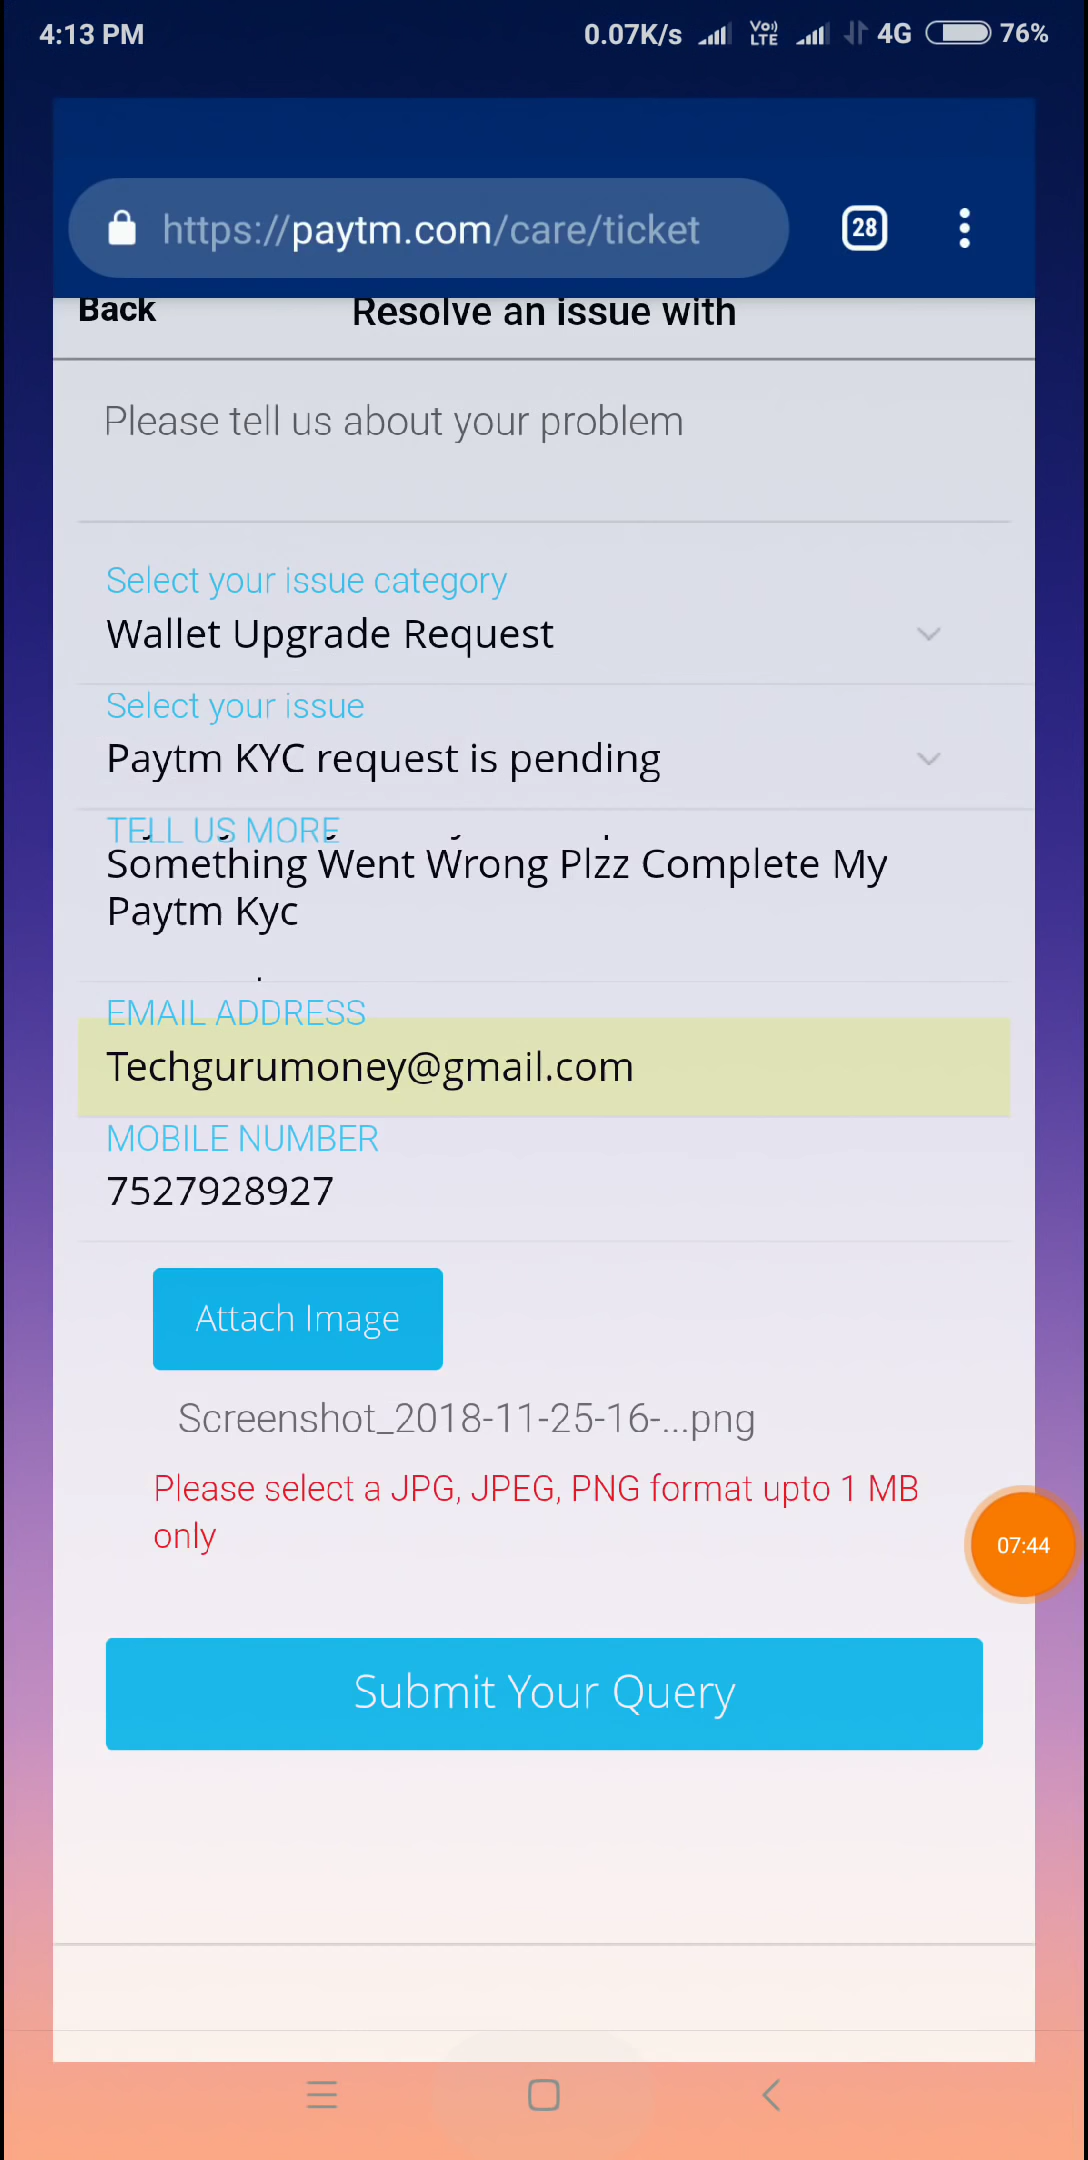 4:13 PM
0.07K/s
Vo))
LTE
4G
76%
https://paytm.com/care/ticket
28
Back
Resolve an issue with
Please tell us about your problem
Select your issue category
Wallet Upgrade Request
Select your issue
Paytm KYC request is pending
TELL US MORE
Something Went Wrong Plzz Complete My
Paytm Kyc
EMAIL ADDRESS
Techgurumoney@gmail.com
MOBILE NUMBER
7527928927
Attach Image
Screenshot_2018-11-25-16-...png
Please select a JPG, JPEG, PNG format upto 1 MB
only
07:44
Submit Your Query